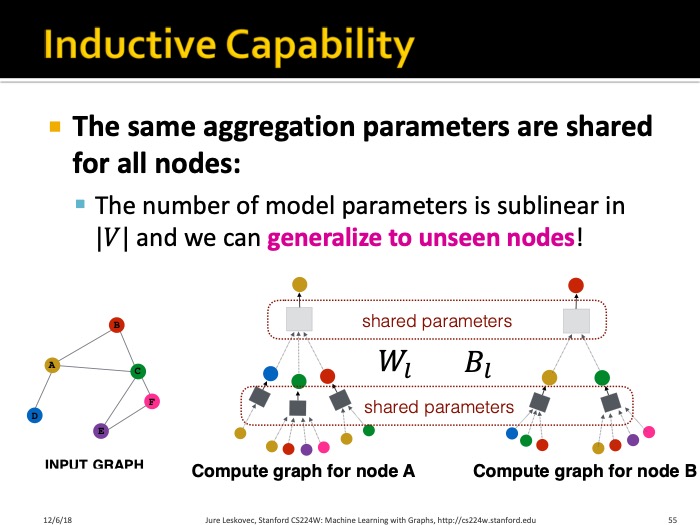 Inductive Capability
The same aggregation parameters are shared
for all nodes:
The number of model parameters is sublinear in
|V| and we can generalize to unseen nodes!
B
A
C
F
D
E
INPUT GRAPH
shared parameters
W_l B_l
shared parameters
Compute graph for node A
Compute graph for node B
12/6/18
Jure Leskovec, Stanford CS224W: Machine Learning with Graphs, http://cs224w.stanford.edu
55